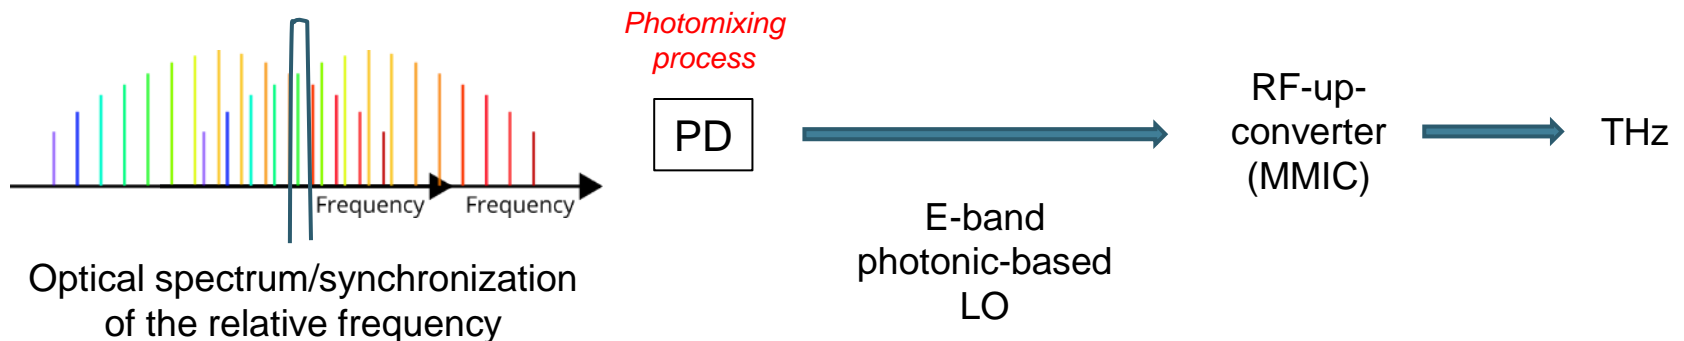 Photomixing
process
PD
RF-up-
converter
(MMIC)
THz
Frequency
Frequency
E-band
photonic-based
LO
Optical spectrum/synchronization
of the relative frequency